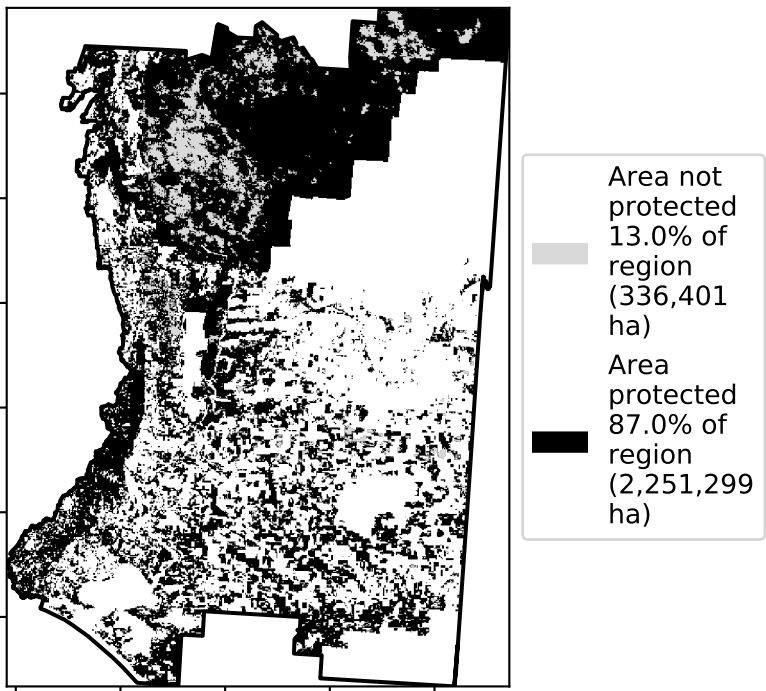 Area not
protected
13.0% of
region
(336,401
ha)
Area
protected
87.0% of
region
(2,251,299
ha)